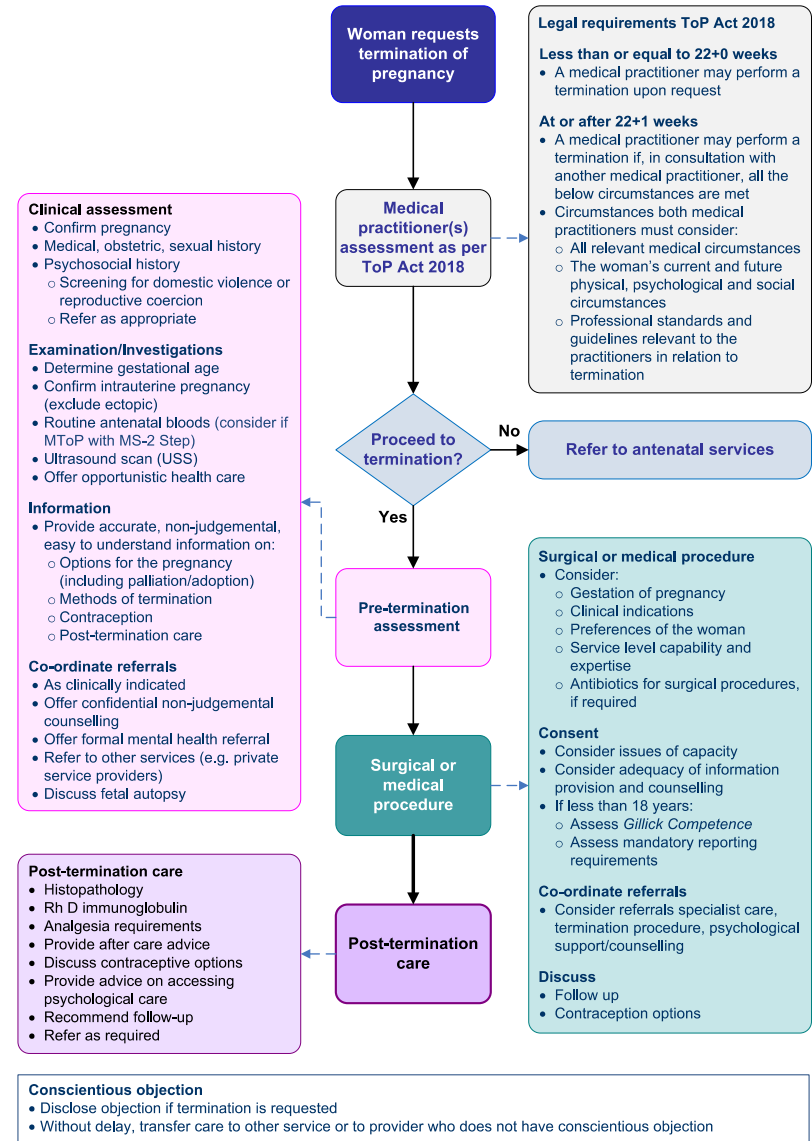 Woman requests
termination of
pregnancy
Legal requirements ToP Act 2018
Less than or equal to 22+0 weeks
• A medical practitioner may perform a
termination upon request
At or after 22+1 weeks
• A medical practitioner may perform a
termination if, in consultation with
another medical practitioner, all the
below circumstances are met
• Circumstances both medical
practitioners must consider:
o All relevant medical circumstances
o The woman's current and future
physical, psychological and social
circumstances
o Professional standards and
guidelines relevant to the
practitioners in relation to
termination
Medical
practitioner(s)
assessment as per
ToP Act 2018
Clinical assessment
• Confirm pregnancy
• Medical, obstetric, sexual history
• Psychosocial history
o Screening for domestic violence or
reproductive coercion
o Refer as appropriate
Examination/Investigations
• Determine gestational age
• Confirm intrauterine pregnancy
(exclude ectopic)
• Routine antenatal bloods (consider if
MToP with MS-2 Step)
• Ultrasound scan (USS)
• Offer opportunistic health care
Information
• Provide accurate, non-judgemental,
easy to understand information on:
o Options for the pregnancy
(including palliation/adoption)
o Methods of termination
o Contraception
o Post-termination care
Co-ordinate referrals
• As clinically indicated
• Offer confidential non-judgemental
counselling
• Offer formal mental health referral
• Refer to other services (e.g. private
service providers)
• Discuss fetal autopsy
Proceed to
termination?
No
Refer to antenatal services
Yes
Pre-termination
assessment
Surgical or
medical
procedure
Surgical or medical procedure
• Consider:
o Gestation of pregnancy
o Clinical indications
o Preferences of the woman
o Service level capability and
expertise
o Antibiotics for surgical procedures,
if required
Consent
• Consider issues of capacity
• Consider adequacy of information
provision and counselling
• If less than 18 years:
o Assess Gillick Competence
o Assess mandatory reporting
requirements
Co-ordinate referrals
• Consider referrals specialist care,
termination procedure, psychological
support/counselling
Discuss
• Follow up
• Contraception options
Post-termination
care
Post-termination care
• Histopathology
• Rh D immunoglobulin
• Analgesia requirements
• Provide after care advice
• Discuss contraceptive options
• Provide advice on accessing
psychological care
• Recommend follow-up
• Refer as required
Conscientious objection
• Disclose objection if termination is requested
• Without delay, transfer care to other service or to provider who does not have conscientious objection